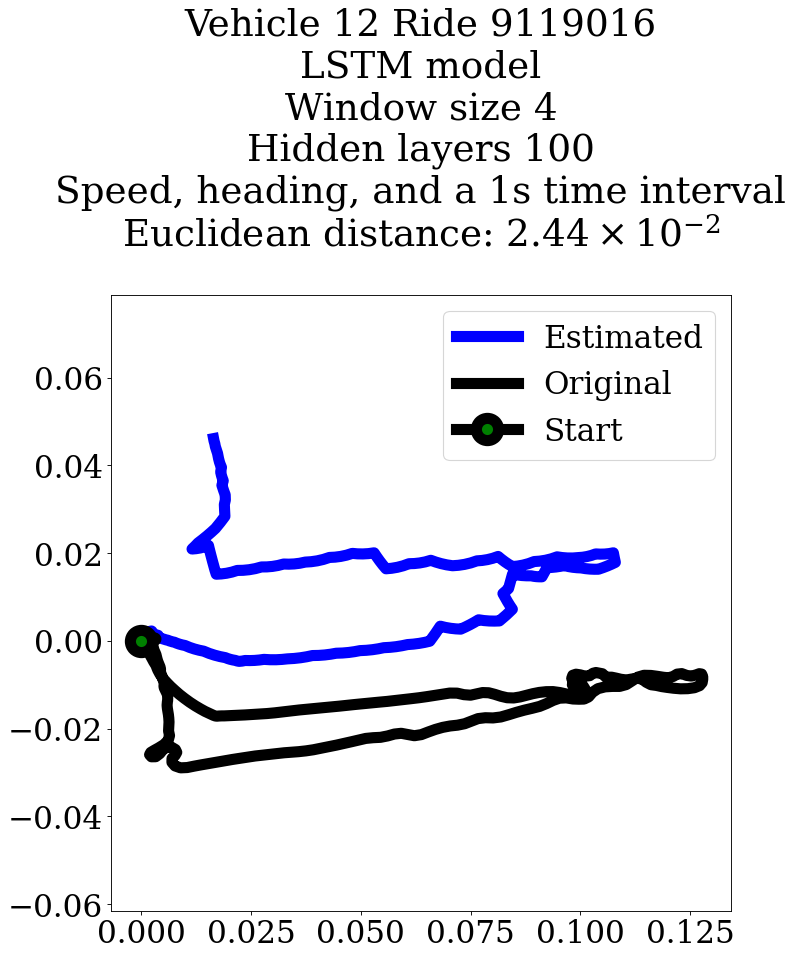 Vehicle 12 Ride 9119016
LSTM model
Window size 4
Hidden layers 100
Speed, heading, and a 1s time interval
Euclidean distance: 2.44 × 10⁻²
Estimated
Original
Start
0.06
0.04
0.02
0.00
−0.02
−0.04
−0.06
0.000 0.025 0.050 0.075 0.100 0.125